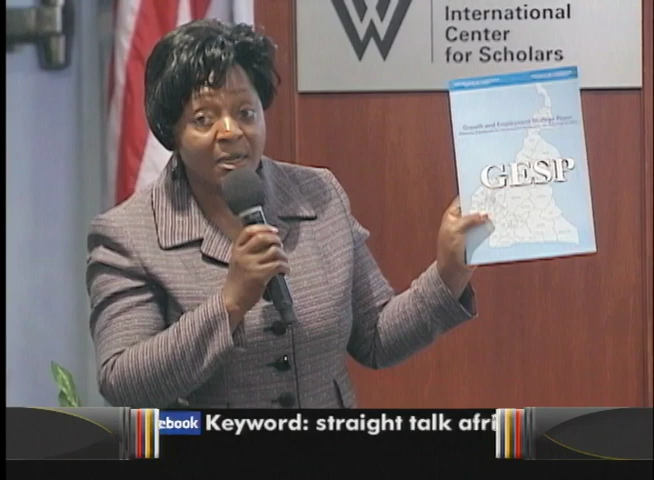 W
International
Center
for Scholars
Growth and Employment Strategy Paper
GESP
ebook Keyword: straight talk afri